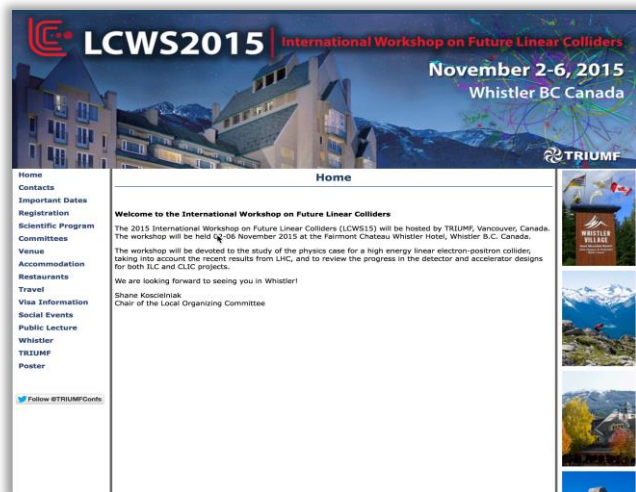 LCWS2015 International Workshop on Future Linear Colliders
November 2-6, 2015
Whistler BC Canada
TRIUMF
Home
Contacts
Important Dates
Registration
Scientific Program
Committees
Venue
Accommodation
Restaurants
Travel
Visa Information
Social Events
Public Lecture
Whistler
TRIUMF
Poster
Follow @TRIUMFConfs
Home
Welcome to the International Workshop on Future Linear Colliders
The 2015 International Workshop on Future Linear Colliders (LCWS15) will be hosted by TRIUMF, Vancouver, Canada.
The workshop will be held 02-06 November 2015 at the Fairmont Chateau Whistler Hotel, Whistler B.C. Canada.
The workshop will be devoted to the study of the physics case for a high energy linear electron-positron collider,
taking into account the recent results from LHC, and to review the progress in the detector and accelerator designs
for both ILC and CLIC projects.
We are looking forward to seeing you in Whistler!
Shane Koscielniak
Chair of the Local Organizing Committee
WHISTLER
VILLAGE